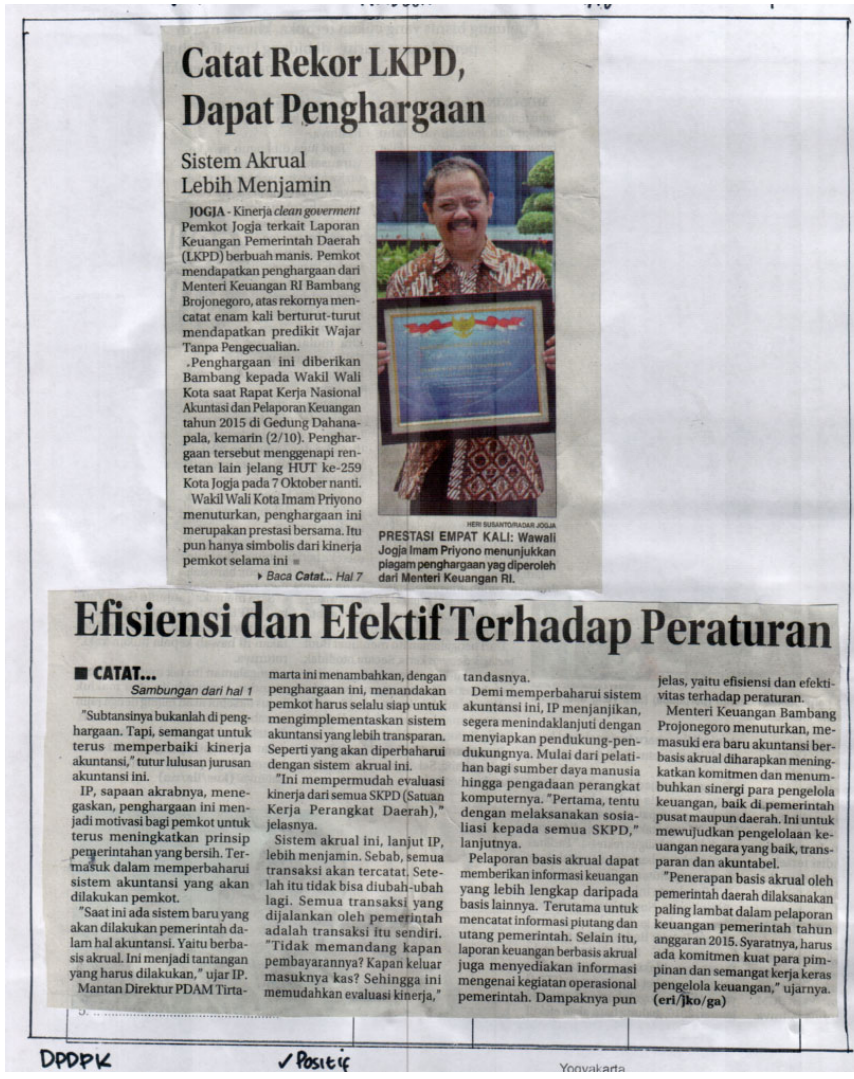 Catat Rekor LKPD,
Dapat Penghargaan
Sistem Akrual
Lebih Menjamin
JOGJA - Kinerja clean goverment
Pemkot Jogja terkait Laporan
Keuangan Pemerintah Daerah
(LKPD) berbuah manis. Pemkot
mendapatkan penghargaan dari
Menteri Keuangan RI Bambang
Brojonegoro, atas rekornya men-
catat enam kali berturut-turut
mendapatkan predikit Wajar
Tanpa Pengecualian.
Penghargaan ini diberikan
Bambang kepada Wakil Wali
Kota saat Rapat Kerja Nasional
Akuntasi dan Pelaporan Keuangan
tahun 2015 di Gedung Dahana-
pala, kemarin (2/10). Penghar-
gaan tersebut menggenapi ren-
tetan lain jelang HUT ke-259
Kota Jogja pada 7 Oktober nanti.
Wakil Wali Kota Imam Priyono
menuturkan, penghargaan ini
merupakan prestasi bersama. Itu
pun hanya simbolis dari kinerja
pemkot selama ini
Baca Catat... Hal 7
HERI SUSANTO/RADAR JOGJA
PRESTASI EMPAT KALI: Wawali
Jogja Imam Priyono menunjukkan
piagam penghargaan yag diperoleh
dari Menteri Keuangan RI.
Efisiensi dan Efektif Terhadap Peraturan
CATAT...
Sambungan dari hal 1
"Subtansinya bukanlah di peng-
hargaan. Tapi, semangat untuk
terus memperbaiki kinerja
akuntansi," tutur lulusan jurusan
akuntansi ini.
IP, sapaan akrabnya, mene-
gaskan, penghargaan ini men-
jadi motivasi bagi pemkot untuk
terus meningkatkan prinsip
pemerintahan yang bersih. Ter-
masuk dalam memperbaharui
sistem akuntansi yang akan
dilakukan pemkot.
"Saat ini ada sistem baru yang
akan dilakukan pemerintah da-
lam hal akuntansi. Yaitu berba-
sis akrual. Ini menjadi tantangan
yang harus dilakukan," ujar IP.
Mantan Direktur PDAM Tirta-
marta ini menambahkan, dengan
penghargaan ini, menandakan
pemkot harus selalu siap untuk
mengimplementaskan sistem
akuntansi yang lebih transparan.
Seperti yang akan diperbaharui
dengan sistem akrual ini.
"Ini mempermudah evaluasi
kinerja dari semua SKPD (Satuan
Kerja Perangkat Daerah),"
jelasnya.
Sistem akrual ini, lanjut IP,
lebih menjamin. Sebab, semua
transaksi akan tercatat. Sete-
lah itu tidak bisa diubah-ubah
lagi. Semua transaksi yang
dijalankan oleh pemerintah
adalah transaksi itu sendiri.
"Tidak memandang kapan
pembayarannya? Kapan keluar
masuknya kas? Sehingga ini
memudahkan evaluasi kinerja,"
tandasnya.
Demi memperbaharui sistem
akuntansi ini, IP menjanjikan,
segera menindaklanjuti dengan
menyiapkan pendukung-pen-
dukungnya. Mulai dari pelati-
han bagi sumber daya manusia
hingga pengadaan perangkat
komputernya. "Pertama, tentu
dengan melaksanakan sosia-
liasi kepada semua SKPD,"
lanjutnya.
Pelaporan basis akrual dapat
memberikan informasi keuangan
yang lebih lengkap daripada
basis lainnya. Terutama untuk
mencatat informasi piutang dan
utang pemerintah. Selain itu,
laporan keuangan berbasis akrual
juga menyediakan informasi
mengenai kegiatan operasional
pemerintah. Dampaknya pun
jelas, yaitu efisiensi dan efekti-
vitas terhadap peraturan.
Menteri Keuangan Bambang
Projonegoro menuturkan, me-
masuki era baru akuntansi ber-
basis akrual diharapkan mening-
katkan komitmen dan menum-
buhkan sinergi para pengelola
keuangan, baik di pemerintah
pusat maupun daerah. Ini untuk
mewujudkan pengelolaan ke-
uangan negara yang baik, trans-
paran dan akuntabel.
"Penerapan basis akrual oleh
pemerintah daerah dilaksanakan
paling lambat dalam pelaporan
keuangan pemerintah tahun
anggaran 2015. Syaratnya, harus
ada komitmen kuat para pim-
pinan dan semangat kerja keras
pengelola keuangan," ujarnya.
(eri/jko/ga)
DPDPK
✓ Positif
Yogyakarta